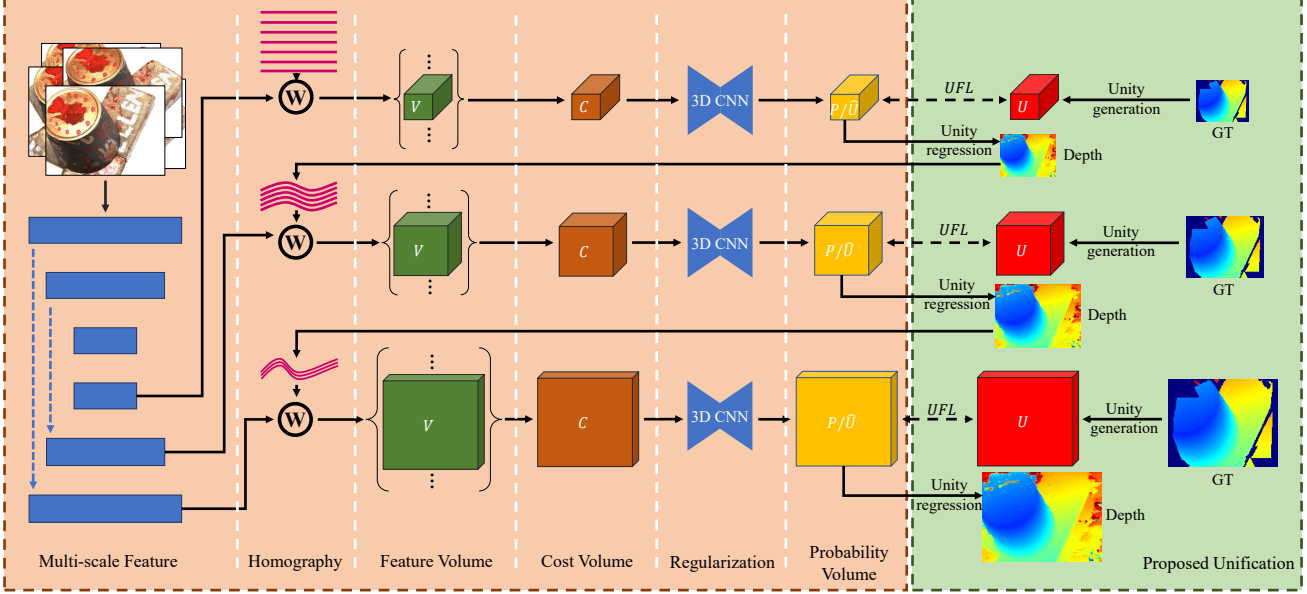 W
V
C
3D CNN
P/Û
UFL
U
Unity
generation
GT
Unity
regression
Depth
W
V
C
3D CNN
P/Û
UFL
U
Unity
generation
GT
Unity
regression
Depth
W
V
C
3D CNN
P/Û
UFL
U
Unity
generation
GT
Unity
regression
Depth
Multi-scale Feature
Homography
Feature Volume
Cost Volume
Regularization
Probability
Volume
Proposed Unification